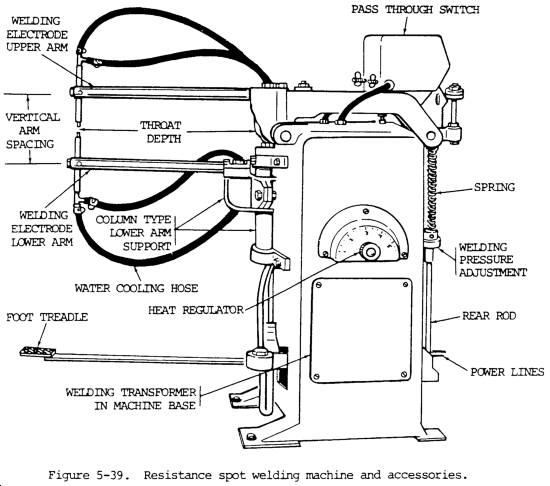 PASS THROUGH SWITCH
WELDING
ELECTRODE
UPPER ARM
VERTICAL
ARM
SPACING
THROAT
DEPTH
SPRING
WELDING
ELECTRODE
LOWER ARM
COLUMN TYPE
LOWER ARM
SUPPORT
WELDING
PRESSURE
ADJUSTMENT
WATER COOLING HOSE
HEAT REGULATOR
FOOT TREADLE
REAR ROD
POWER LINES
WELDING TRANSFORMER
IN MACHINE BASE
Figure 5-39. Resistance spot welding machine and accessories.